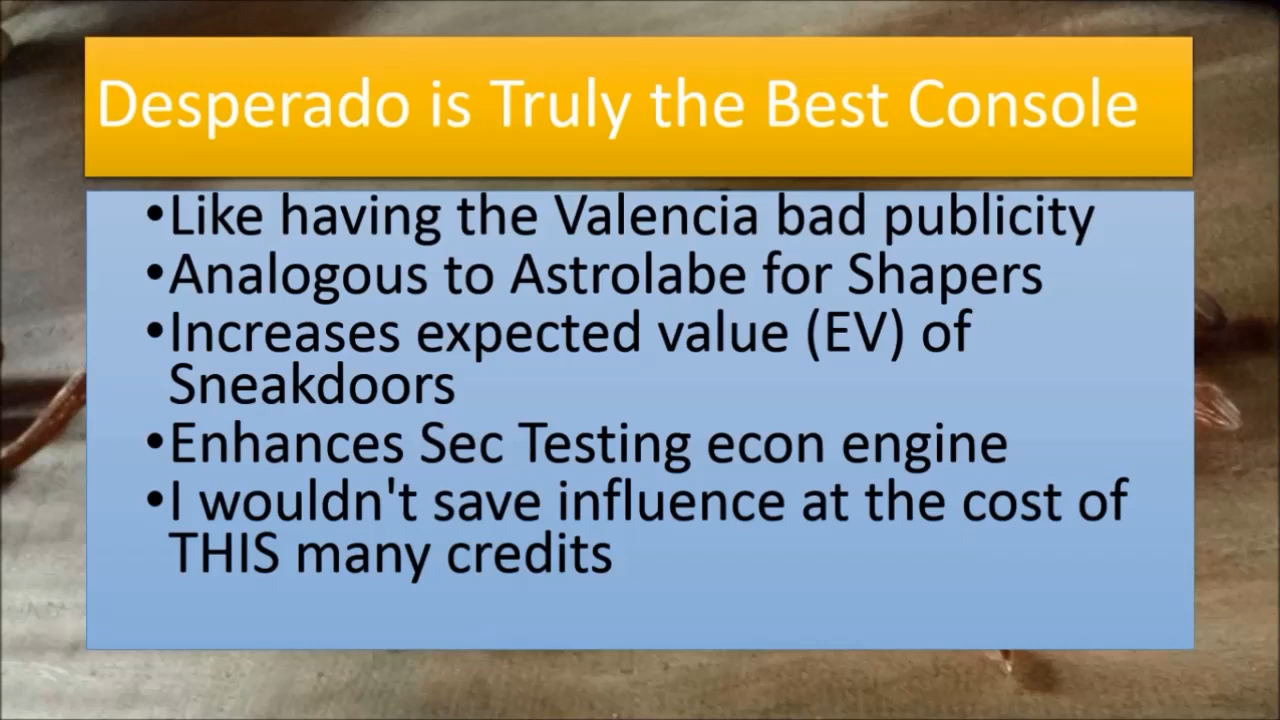 Desperado is Truly the Best Console
•Like having the Valencia bad publicity
•Analogous to Astrolabe for Shapers
•Increases expected value (EV) of
Sneakdoors
•Enhances Sec Testing econ engine
•I wouldn't save influence at the cost of
THIS many credits